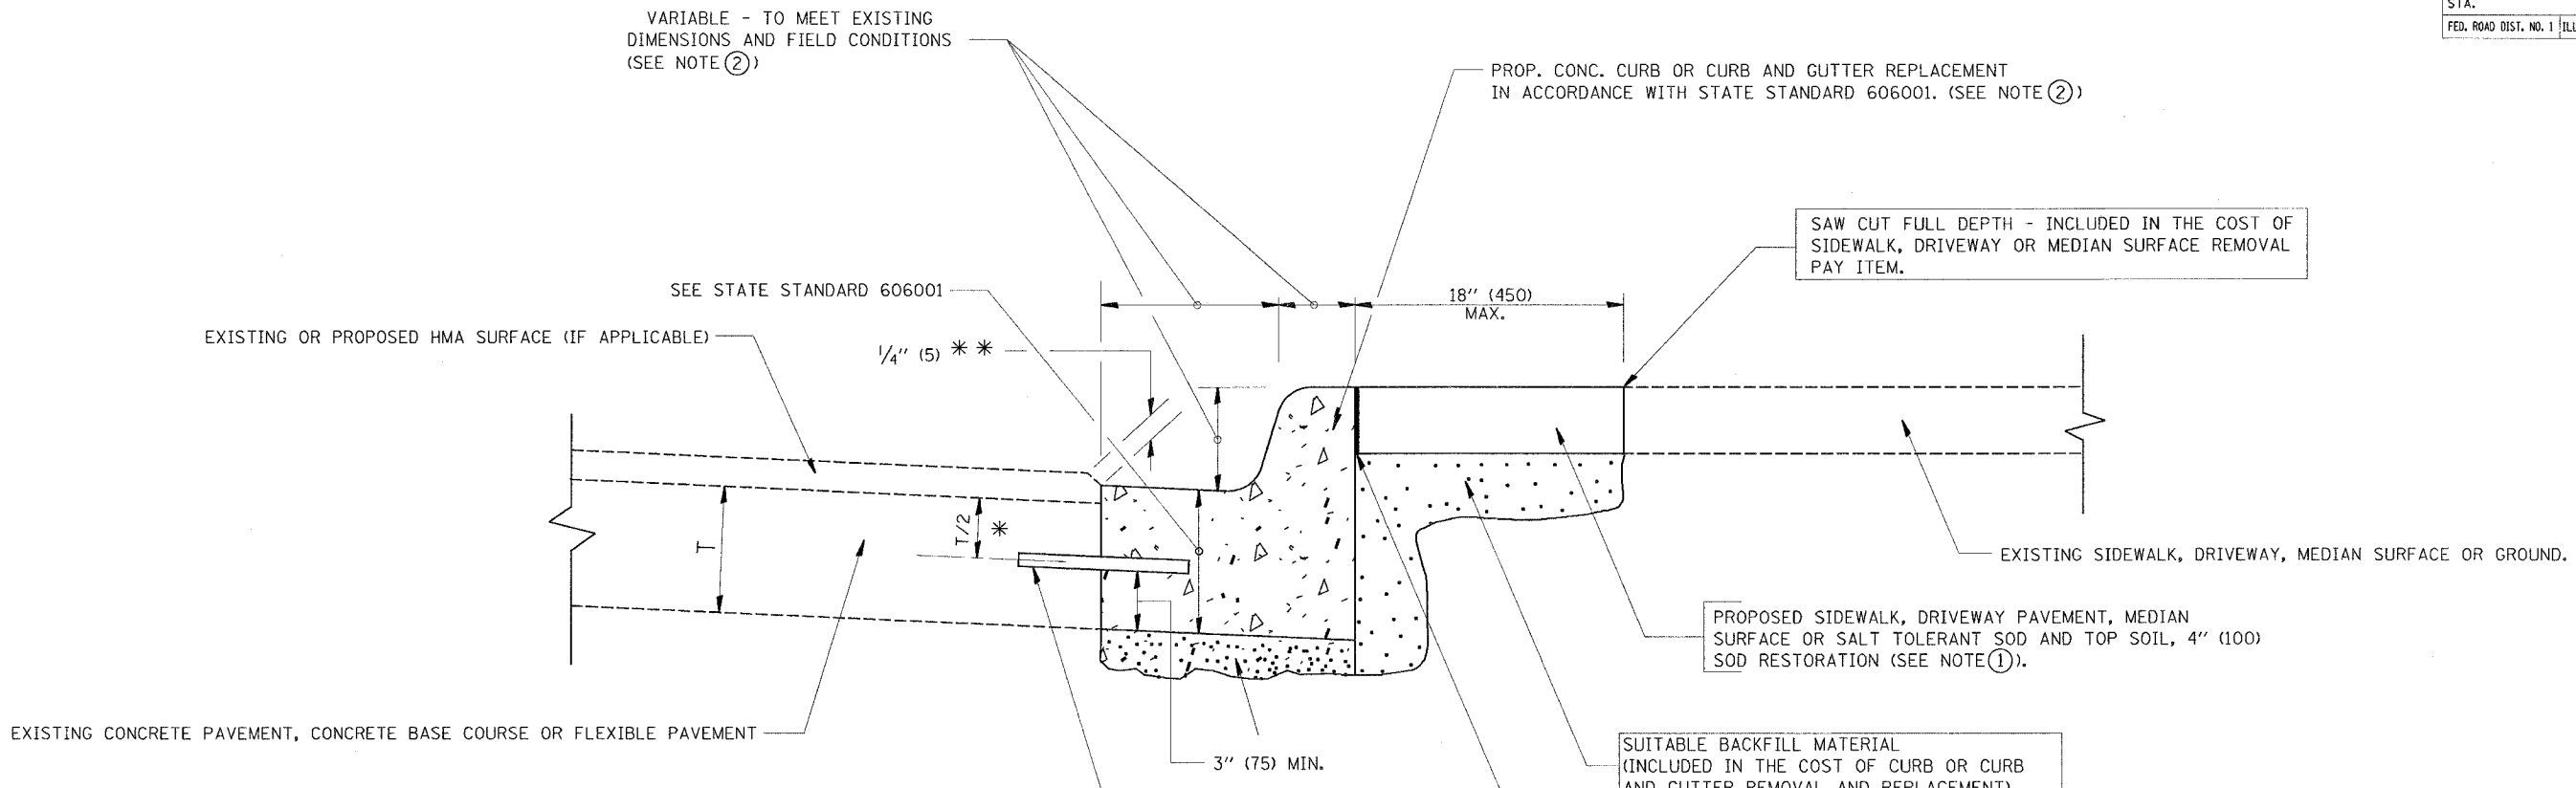 VARIABLE - TO MEET EXISTING
DIMENSIONS AND FIELD CONDITIONS
(SEE NOTE ②)
STA.
FED. ROAD DIST. NO. 1
PROP. CONC. CURB OR CURB AND GUTTER REPLACEMENT
IN ACCORDANCE WITH STATE STANDARD 606001. (SEE NOTE ②)
SAW CUT FULL DEPTH - INCLUDED IN THE COST OF
SIDEWALK, DRIVEWAY OR MEDIAN SURFACE REMOVAL
PAY ITEM.
SEE STATE STANDARD 606001
18" (450)
MAX.
EXISTING OR PROPOSED HMA SURFACE (IF APPLICABLE)
1/4" (5) * *
T
T/2
*
EXISTING SIDEWALK, DRIVEWAY, MEDIAN SURFACE OR GROUND.
PROPOSED SIDEWALK, DRIVEWAY PAVEMENT, MEDIAN
SURFACE OR SALT TOLERANT SOD AND TOP SOIL, 4" (100)
SOD RESTORATION (SEE NOTE ①).
EXISTING CONCRETE PAVEMENT, CONCRETE BASE COURSE OR FLEXIBLE PAVEMENT
3" (75) MIN.
SUITABLE BACKFILL MATERIAL
(INCLUDED IN THE COST OF CURB OR CURB
AND GUTTER REMOVAL AND REPLACEMENT)